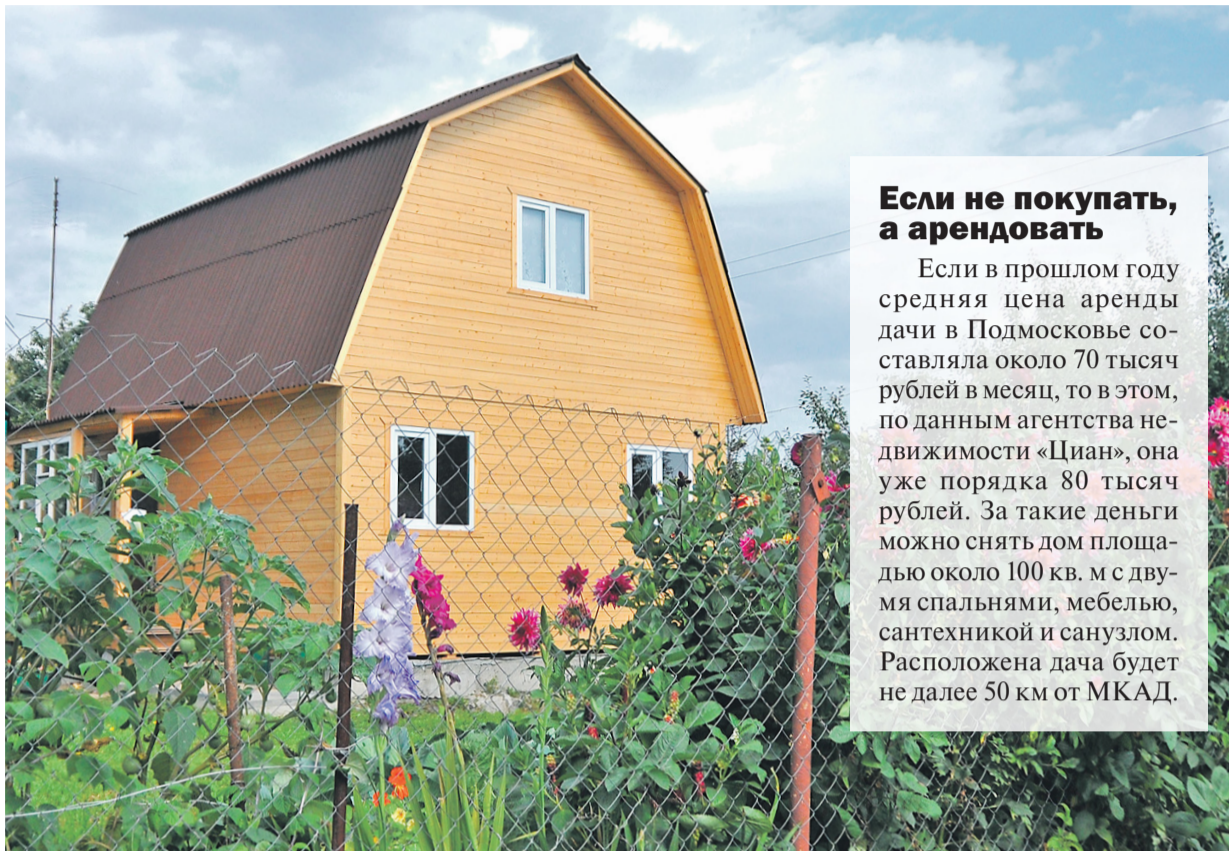 Если не покупать,
а арендовать
Если в прошлом году
средняя цена аренды
дачи в Подмосковье со-
ставляла около 70 тысяч
рублей в месяц, то в этом,
по данным агентства не-
движимости «Циан», она
уже порядка 80 тысяч
рублей. За такие деньги
можно снять дом площа-
дью около 100 кв. м с дву-
мя спальнями, мебелью,
сантехникой и санузлом.
Расположена дача будет
не далее 50 км от МКАД.